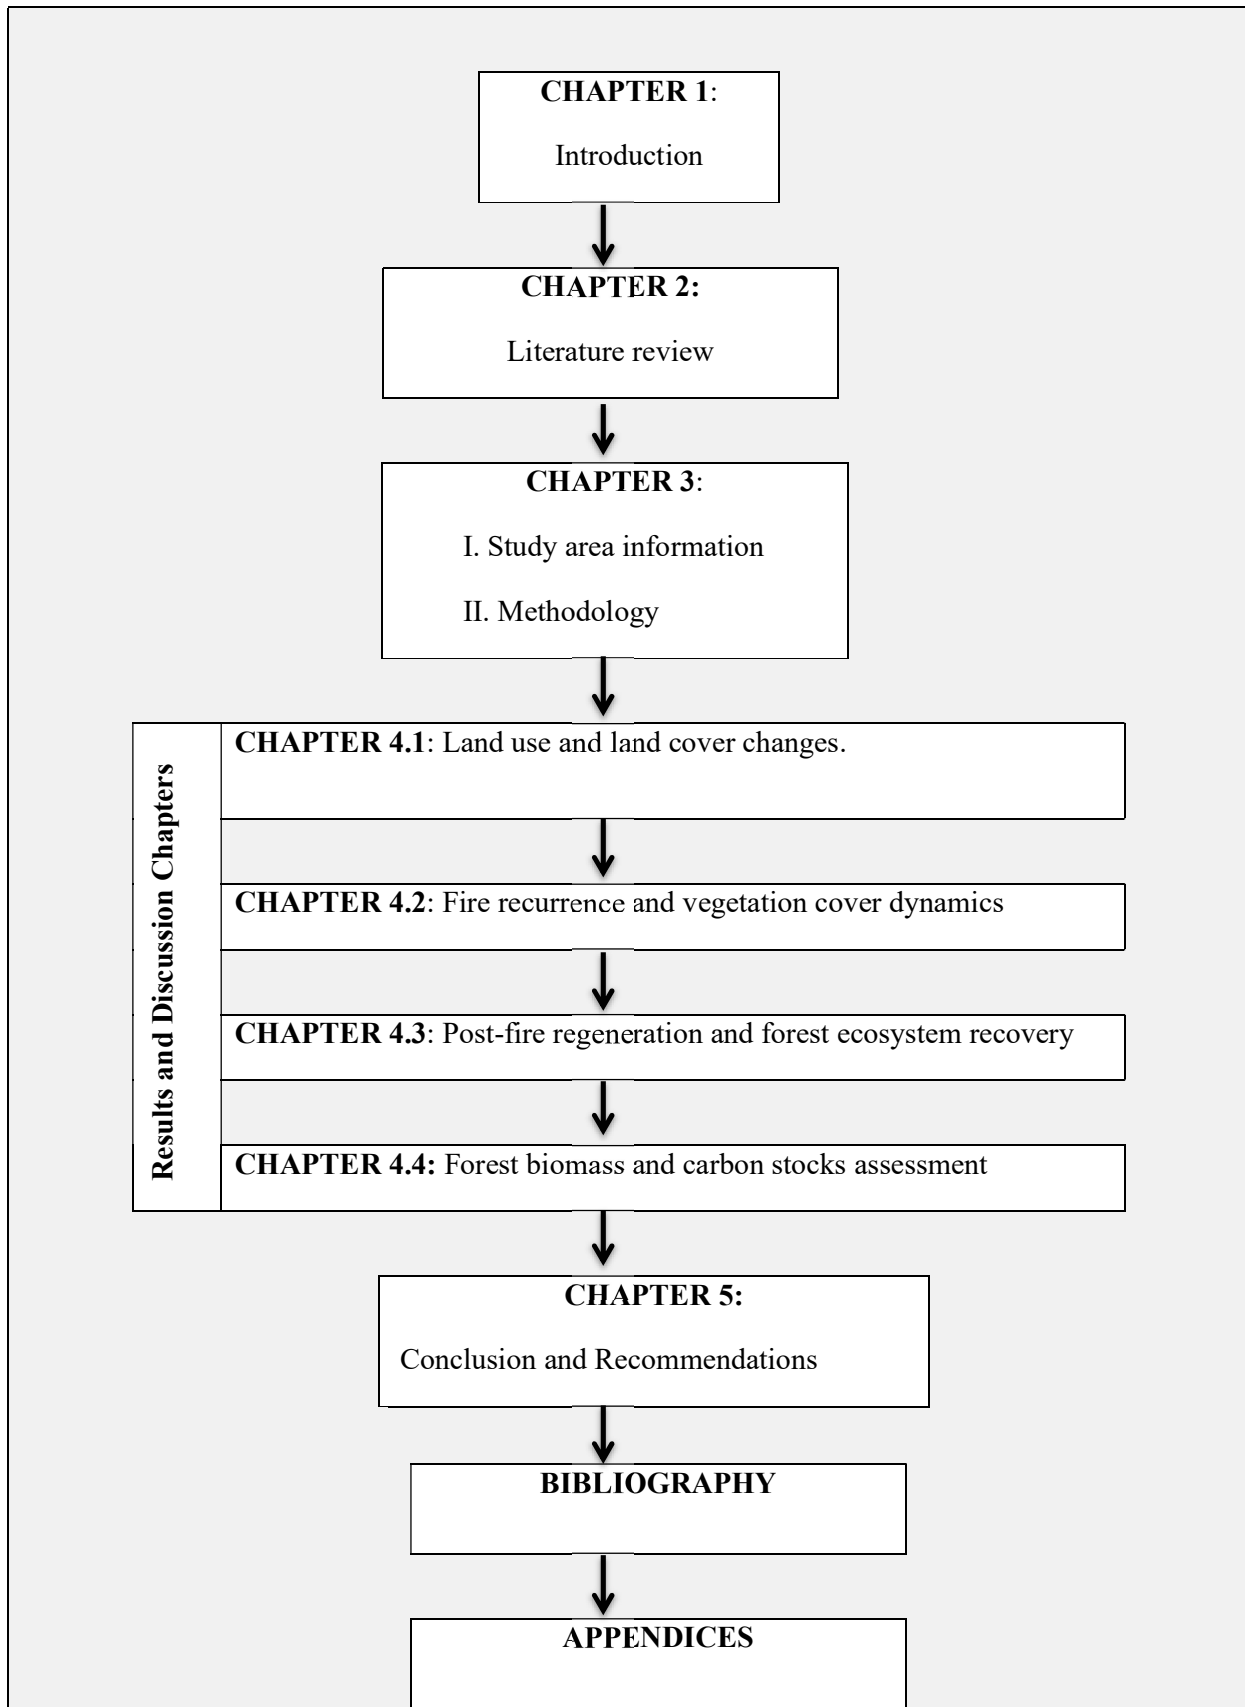 CHAPTER 1:
Introduction
CHAPTER 2:
Literature review
CHAPTER 3:
I. Study area information
II. Methodology
Results and Discussion Chapters
CHAPTER 4.1: Land use and land cover changes.
CHAPTER 4.2: Fire recurrence and vegetation cover dynamics
CHAPTER 4.3: Post-fire regeneration and forest ecosystem recovery
CHAPTER 4.4: Forest biomass and carbon stocks assessment
CHAPTER 5:
Conclusion and Recommendations
BIBLIOGRAPHY
APPENDICES